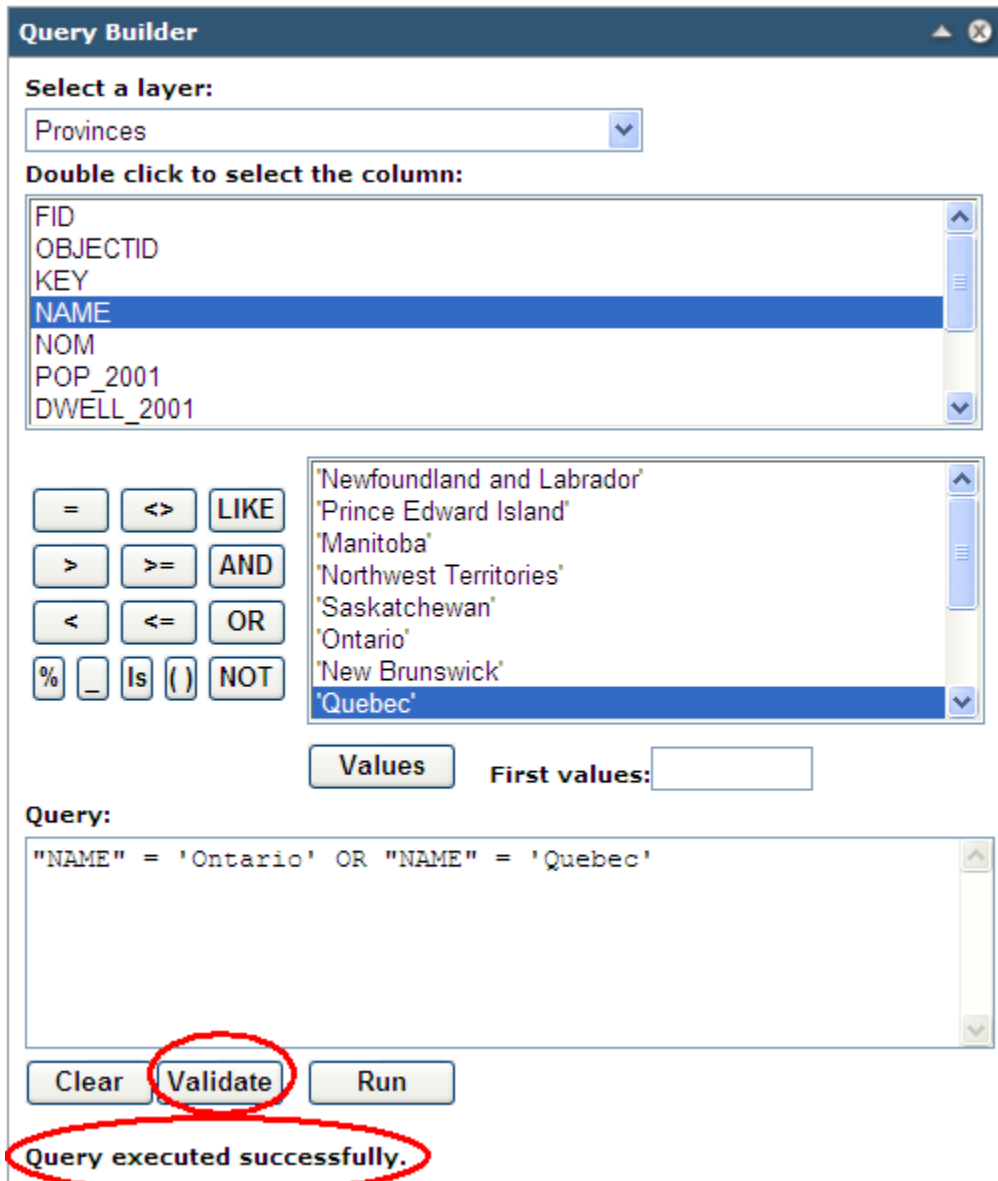 Query Builder
Select a layer:
Provinces
Double click to select the column:
FID
OBJECTID
KEY
NAME
NOM
POP_2001
DWELL_2001
= <> LIKE
> >= AND
< <= OR
% _ Is ( ) NOT
'Newfoundland and Labrador'
'Prince Edward Island'
'Manitoba'
'Northwest Territories'
'Saskatchewan'
'Ontario'
'New Brunswick'
'Quebec'
Values First values:
Query:
"NAME" = 'Ontario' OR "NAME" = 'Quebec'
Clear Validate Run
Query executed successfully.